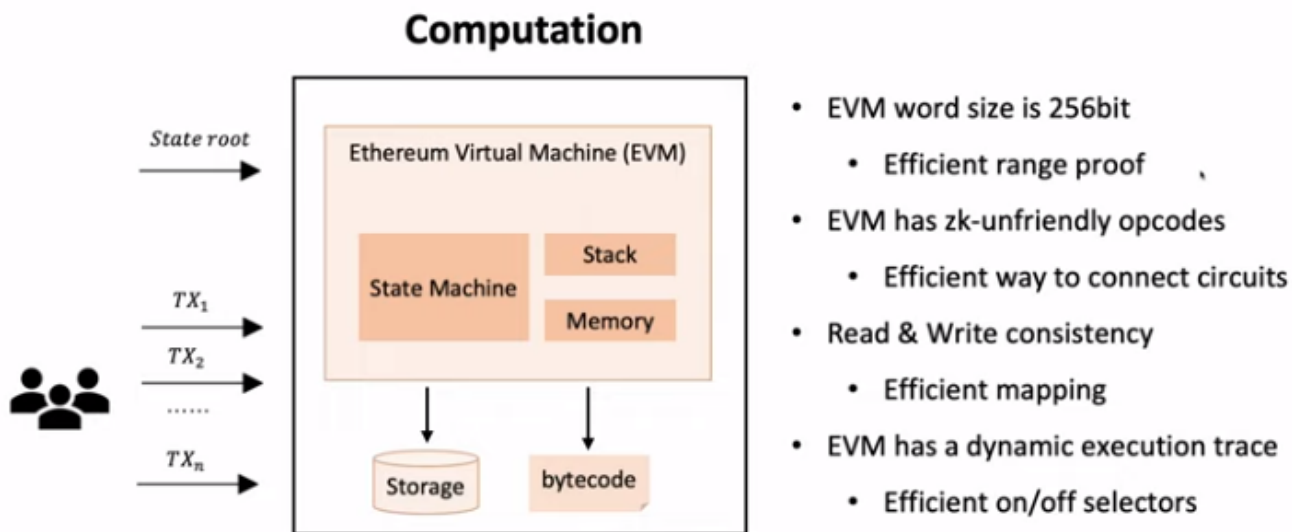 Computation
State root
TX₁
TX₂
......
TXₙ
Ethereum Virtual Machine (EVM)
State Machine
Stack
Memory
Storage
bytecode
• EVM word size is 256bit
• Efficient range proof
• EVM has zk-unfriendly opcodes
• Efficient way to connect circuits
• Read & Write consistency
• Efficient mapping
• EVM has a dynamic execution trace
• Efficient on/off selectors